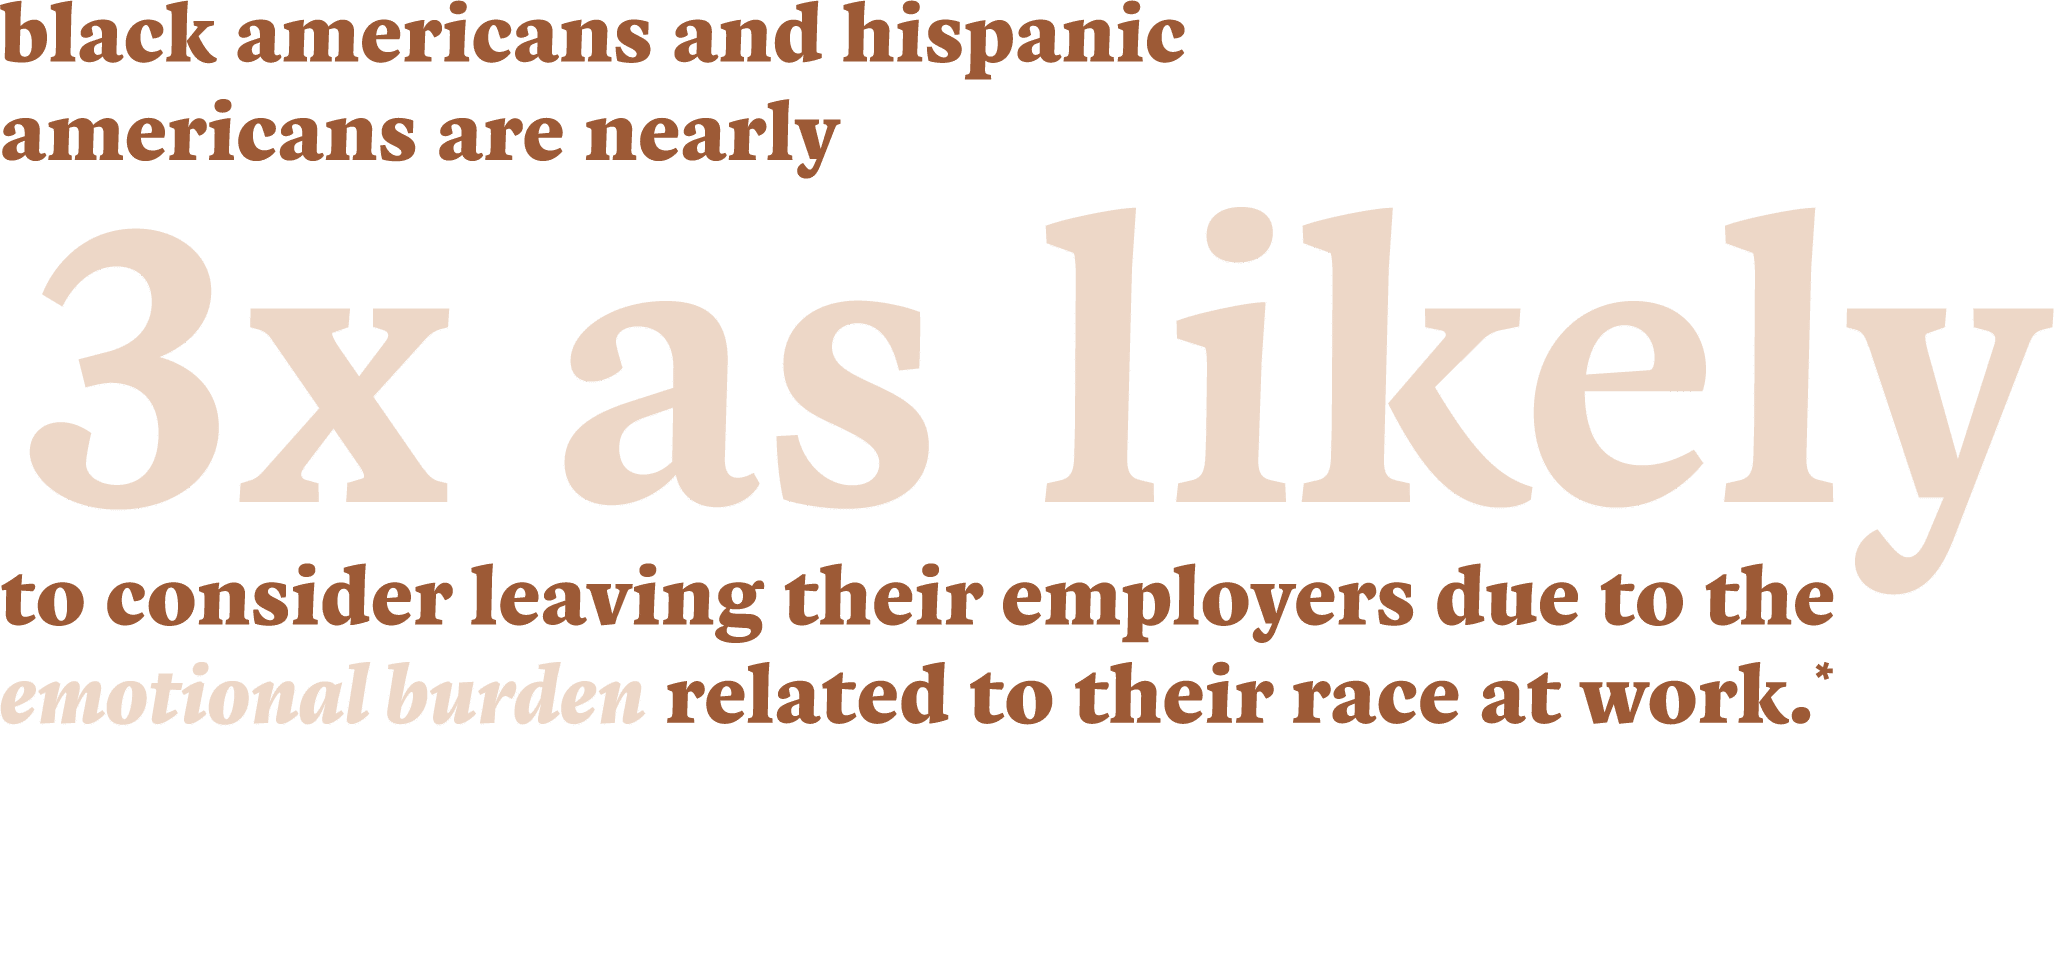 black americans and hispanic
americans are nearly
3x as likely
to consider leaving their employers due to the
emotional burden related to their race at work.*